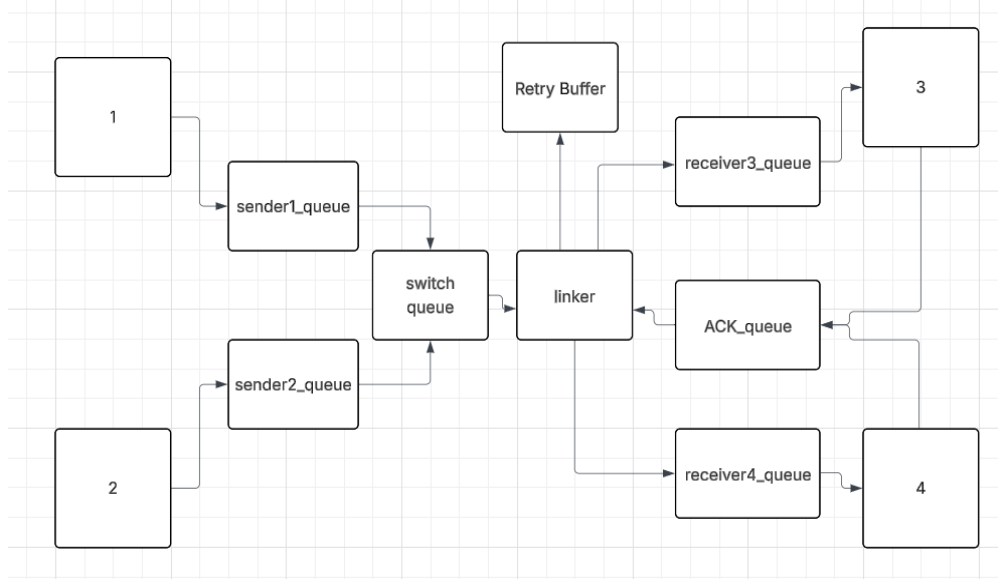 1
Retry Buffer
3
receiver3_queue
sender1_queue
switch
queue
linker
ACK_queue
sender2_queue
receiver4_queue
2
4